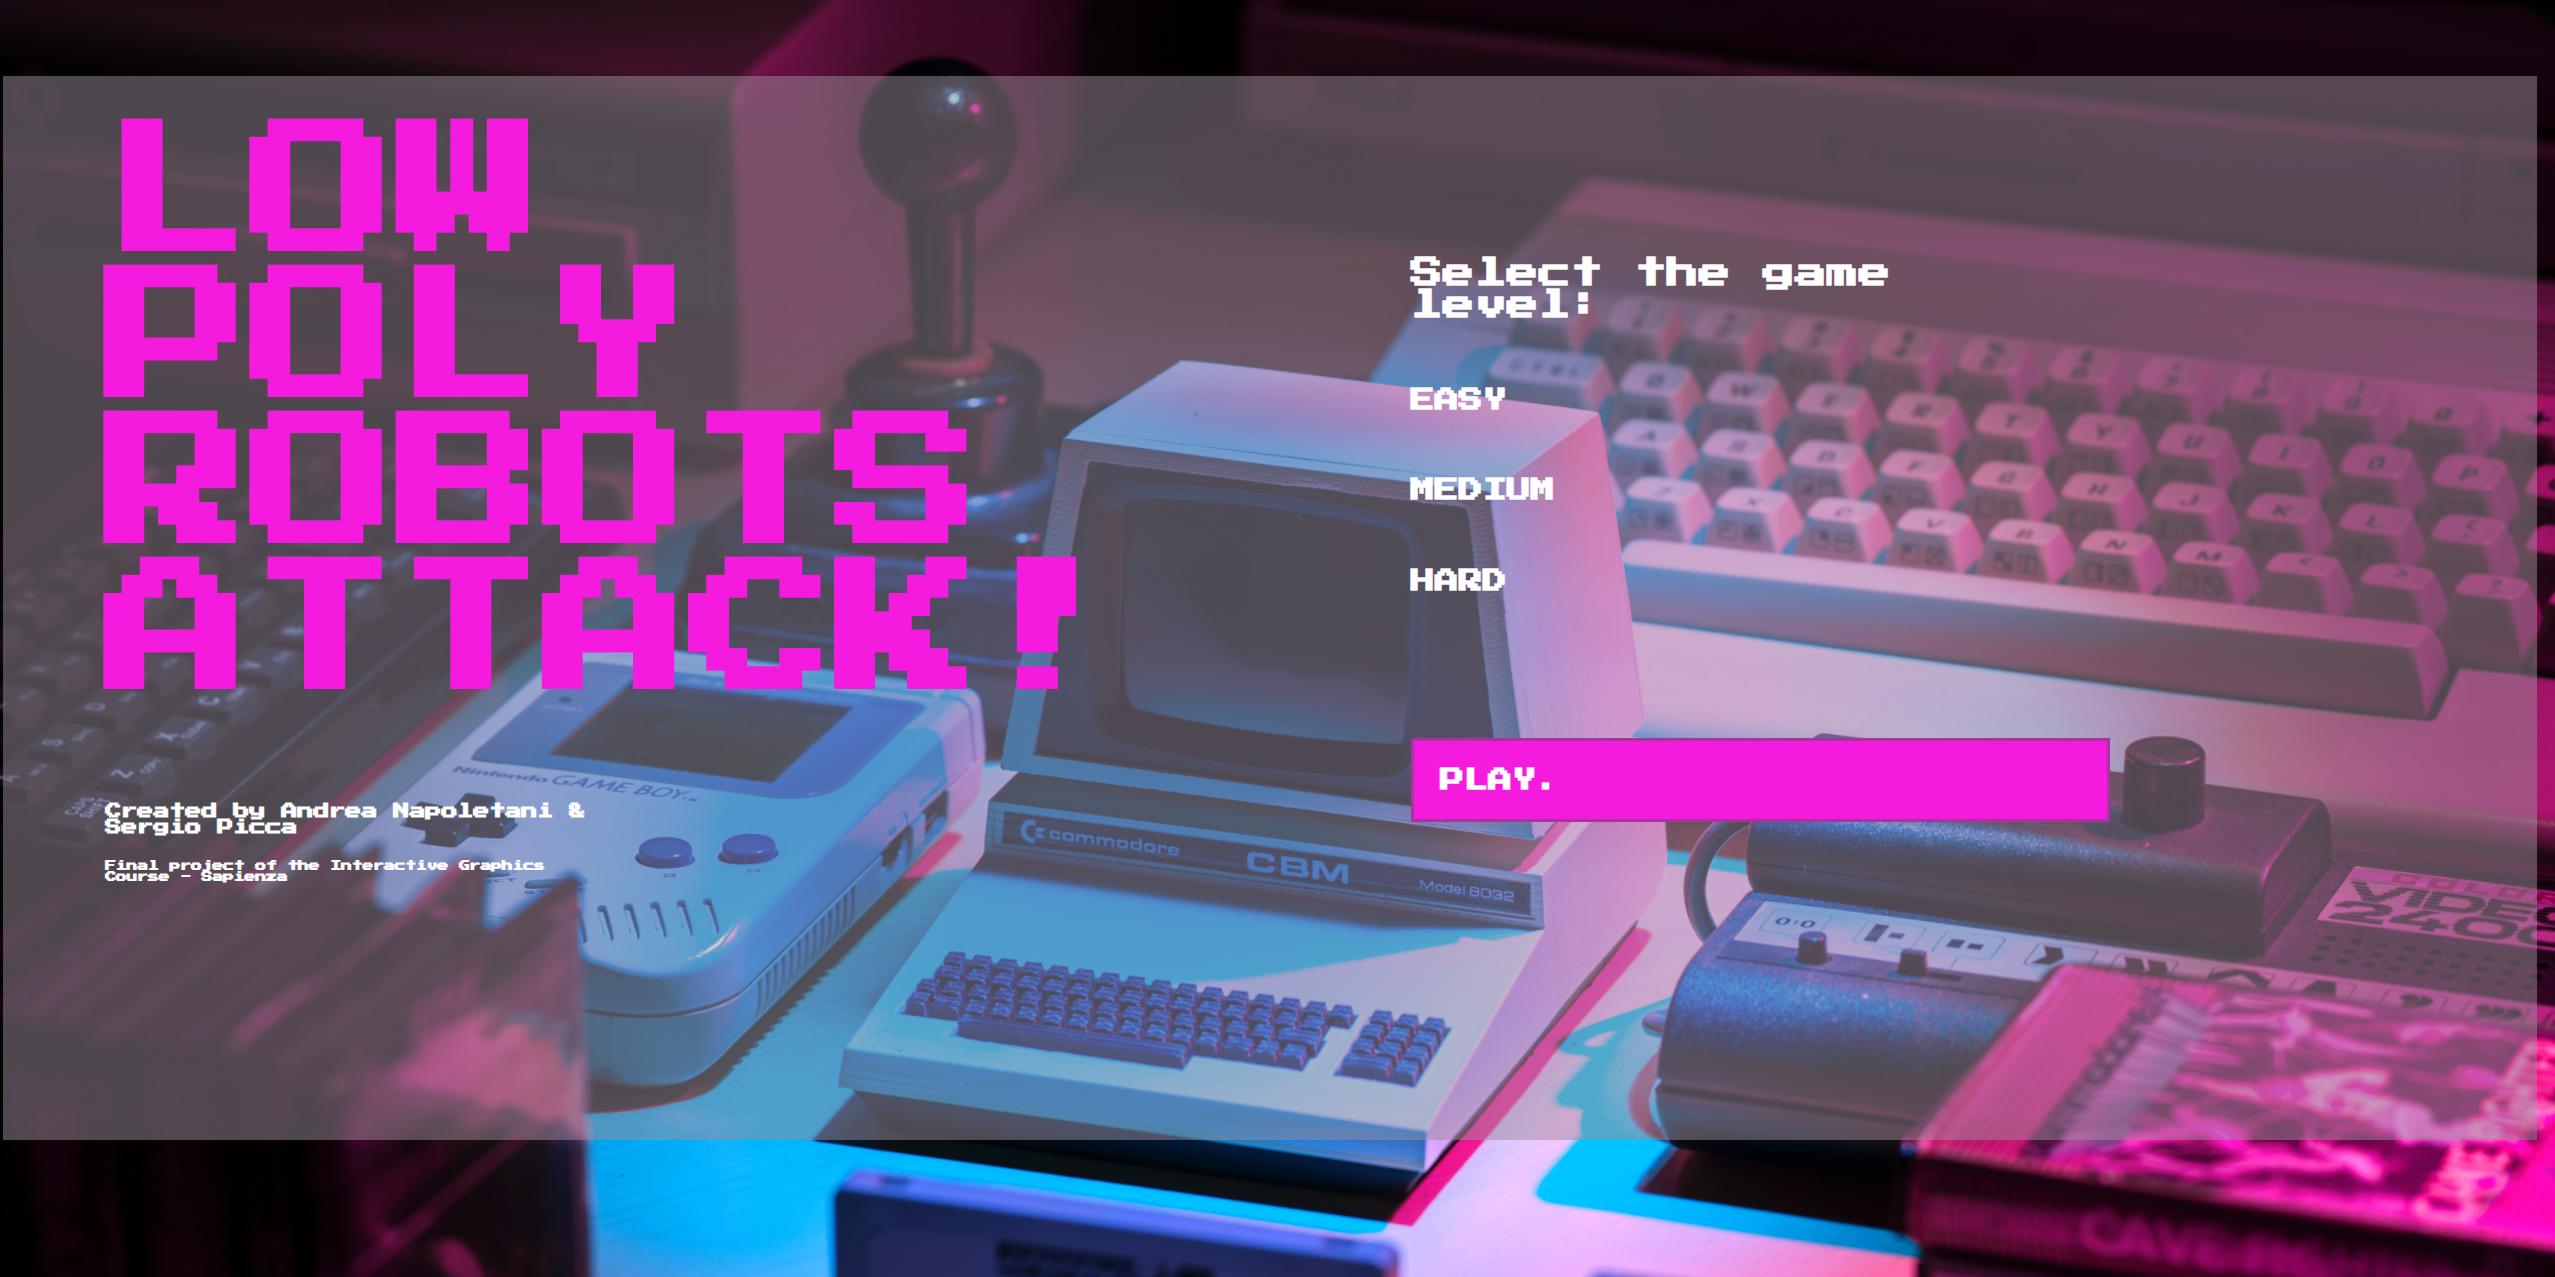 LOW
POLY
ROBOTS
ATTACK!
Created by Andrea Napoletani &
Sergio Picca
Final project of the Interactive Graphics
Course - Sapienza
Select the game
level:
EASY
MEDIUM
HARD
PLAY.
Nintendo GAME BOY
commodore
CBM
Model 8032